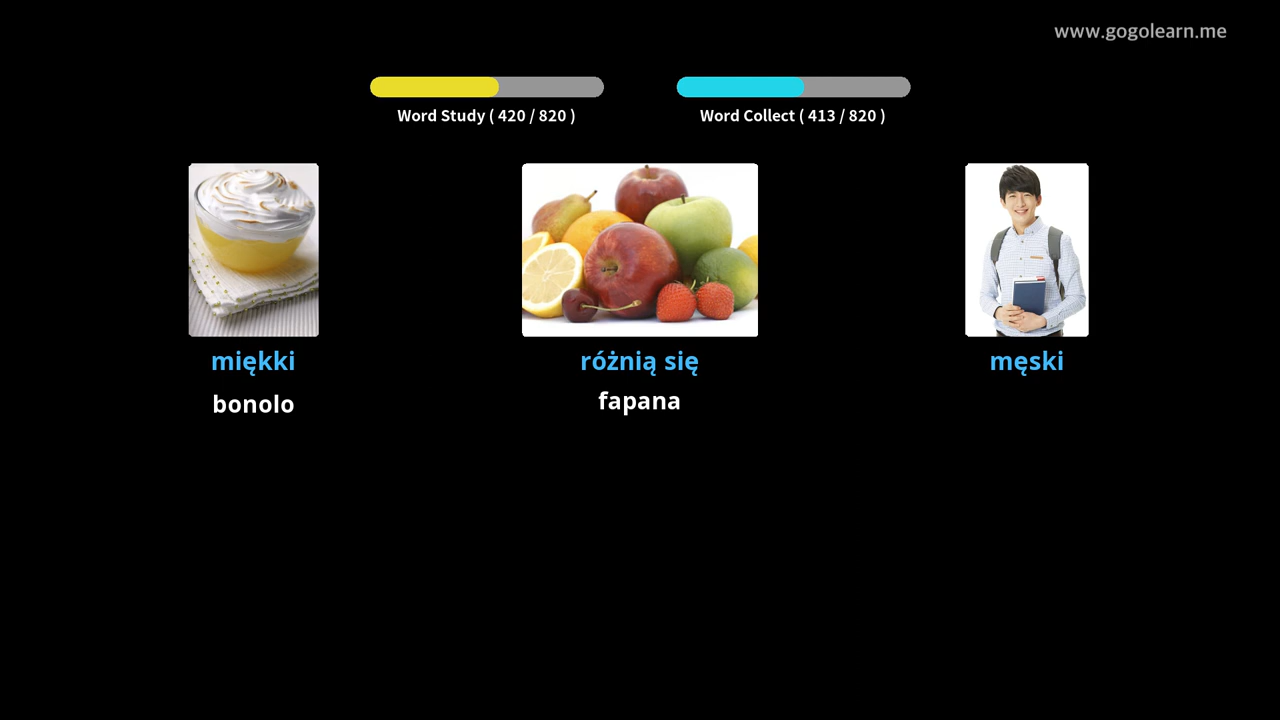 www.gogolearn.me
Word Study ( 420 / 820 )
Word Collect ( 413 / 820 )
miękki
różnią się
męski
bonolo
fapana